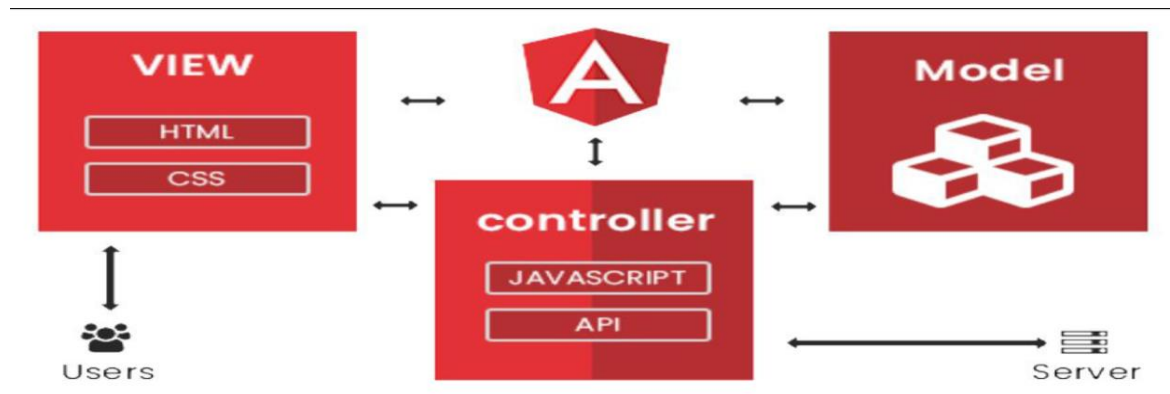 VIEW
HTML
CSS
A
Model
controller
JAVASCRIPT
API
Users
Server